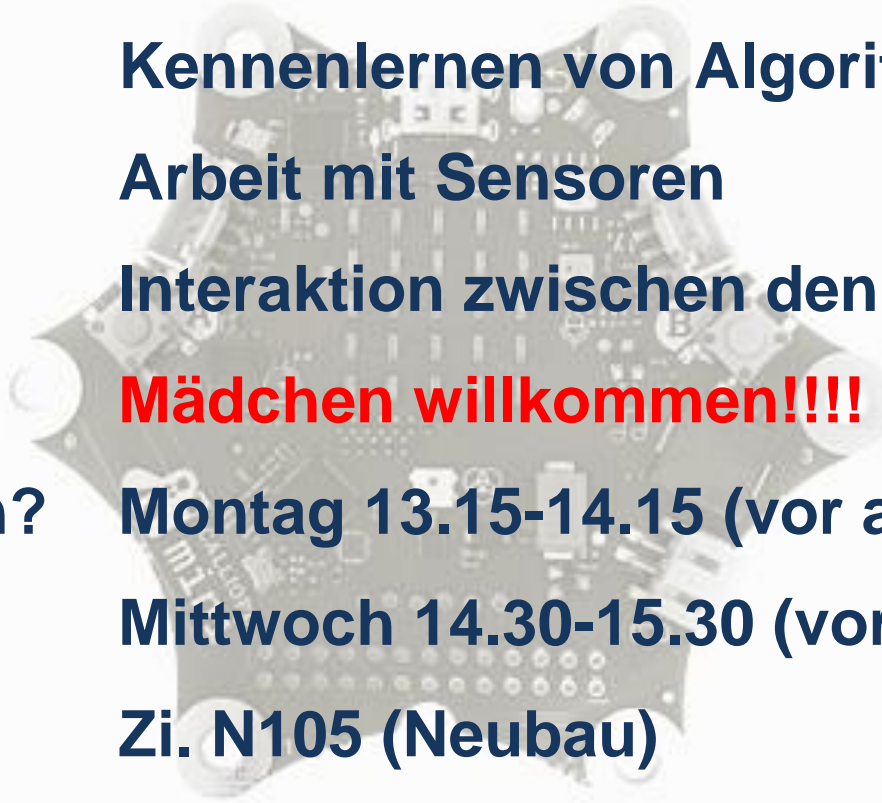 Kennenlernen von
Arbeit mit Sensoren
Interaktion zwischen den
Mädchen willkommen!!!!
Montag 13.15-14.15 (vor
Mittwoch 14.30-15.30
Zi. N105 (Neubau)